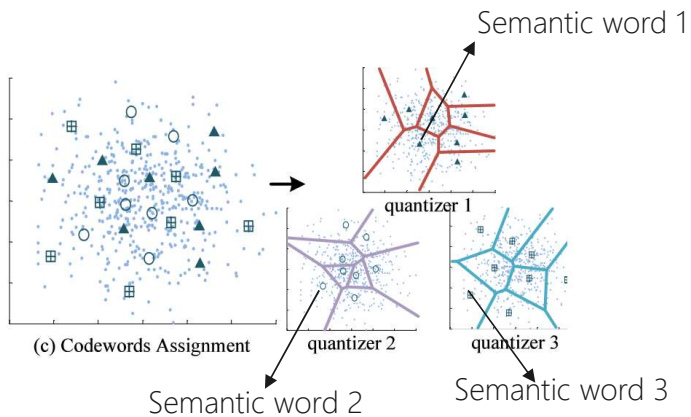 Semantic word 1
quantizer 1
(c) Codewords Assignment
quantizer 2
quantizer 3
Semantic word 2
Semantic word 3